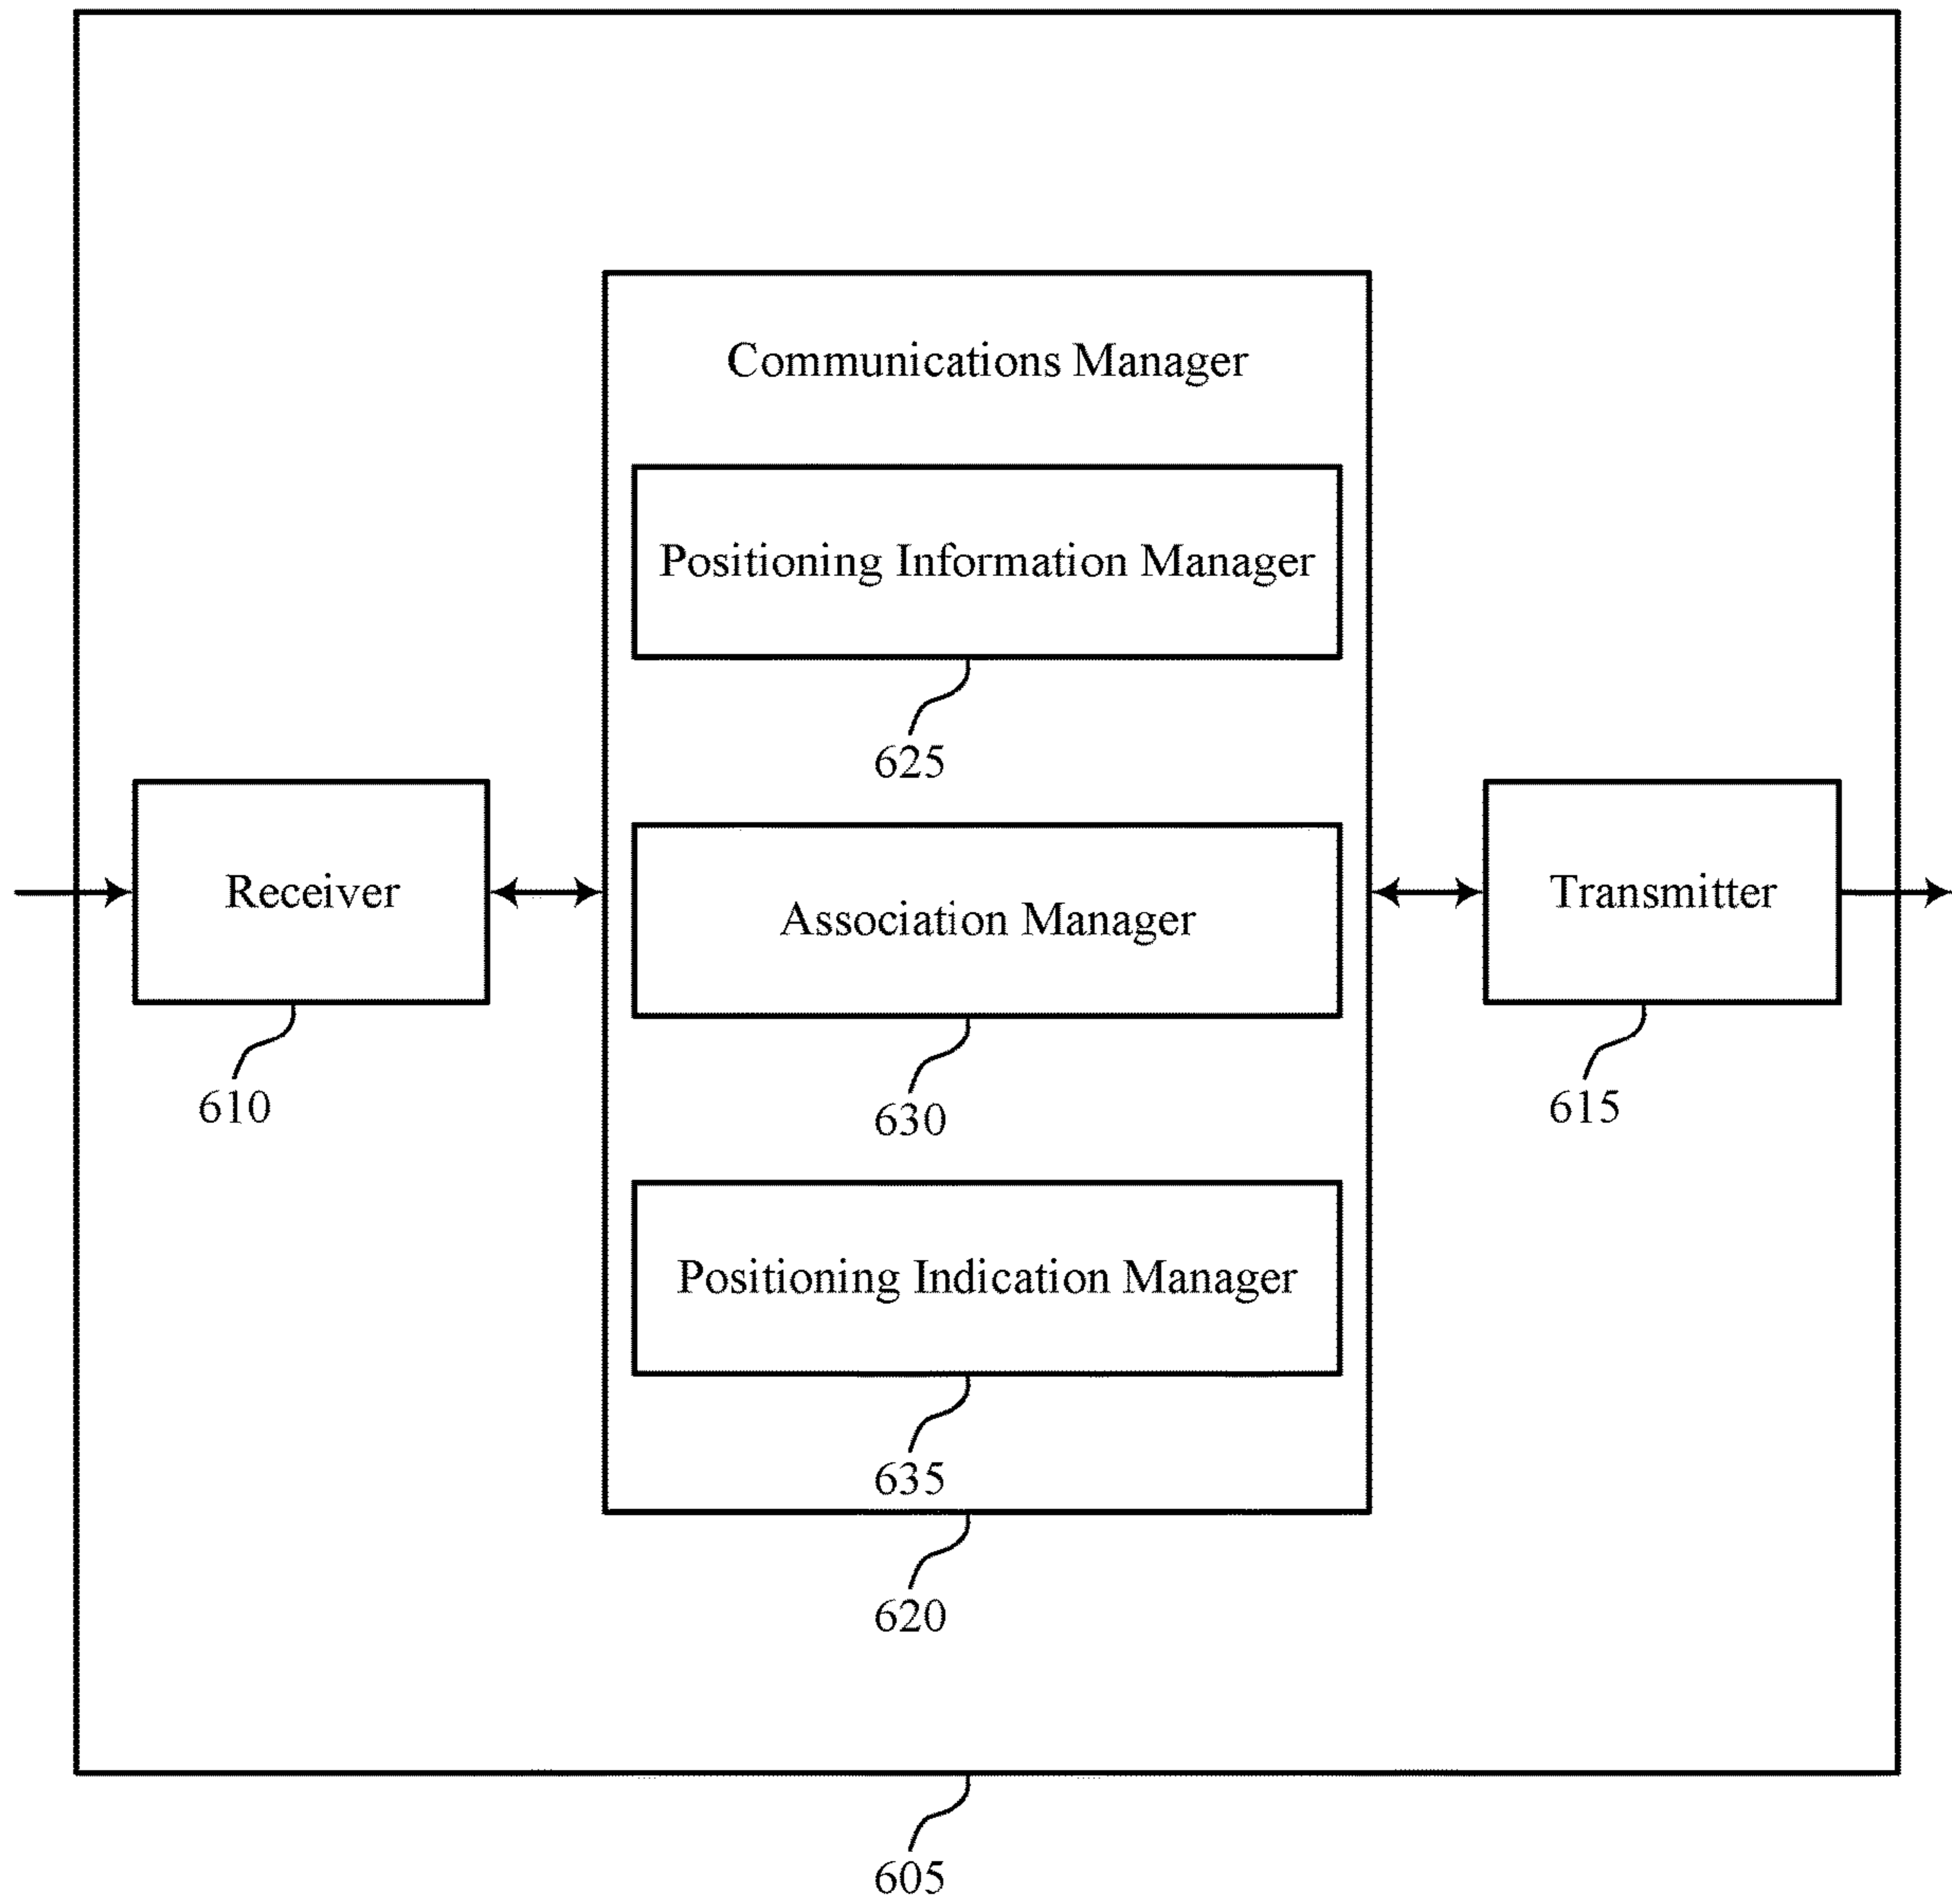 Communications Manager
Positioning Information Manager
625
Receiver
610
Association Manager
630
Transmitter
615
Positioning Indication Manager
635
620
605